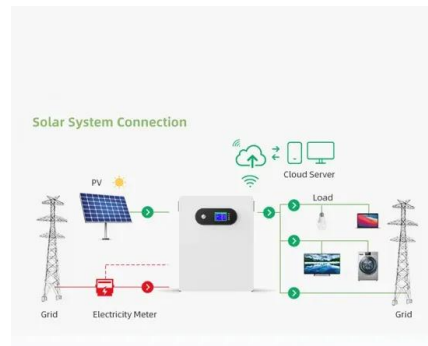 Solar System Connection
Cloud Server
PV
Load
Grid
Electricity Meter
Grid